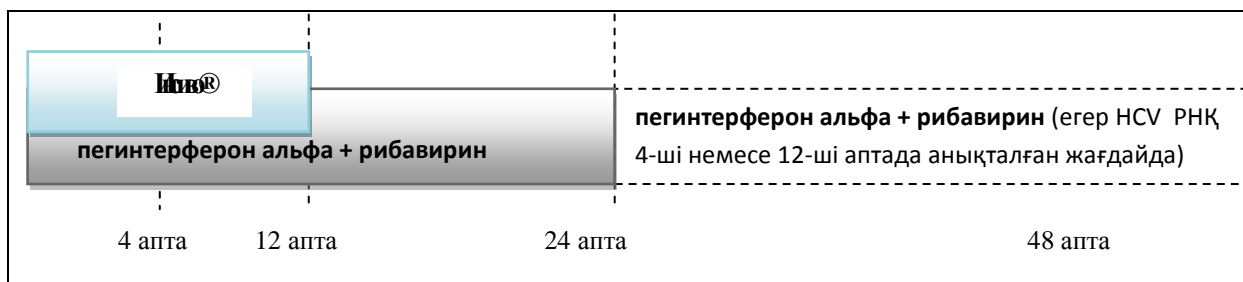 пегинтерферон альфа + рибавирин
пегинтерферон альфа + рибавирин (егер HCV РНҚ
4-ші немесе 12-ші аптада анықталған жағдайда)
4 апта 12 апта 24 апта 48 апта